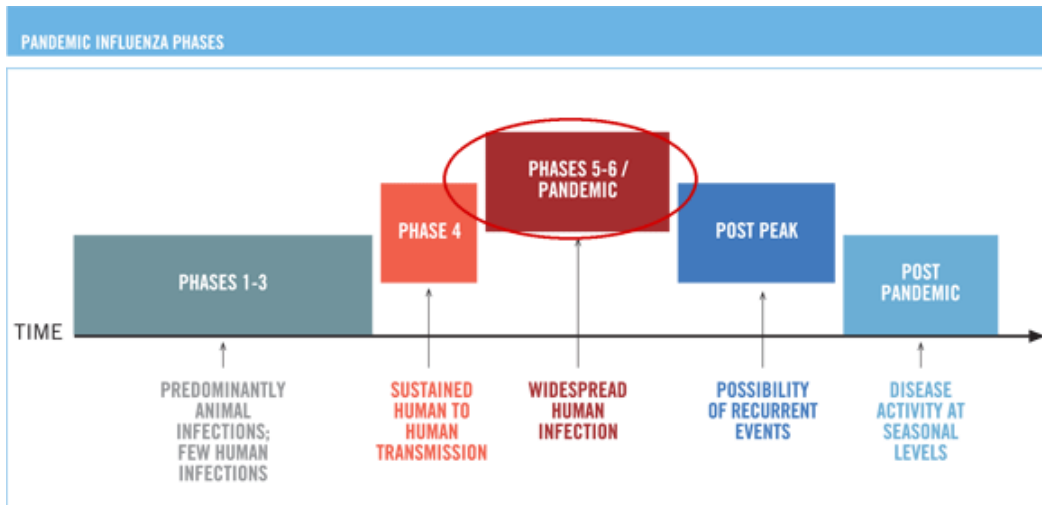 PANDEMIC INFLUENZA PHASES
PHASES 5-6 /
PANDEMIC
PHASE 4
POST PEAK
PHASES 1-3
POST
PANDEMIC
TIME
PREDOMINANTLY
ANIMAL
INFECTIONS;
FEW HUMAN
INFECTIONS
SUSTAINED
HUMAN TO
HUMAN
TRANSMISSION
WIDESPREAD
HUMAN
INFECTION
POSSIBILITY
OF RECURRENT
EVENTS
DISEASE
ACTIVITY AT
SEASONAL
LEVELS